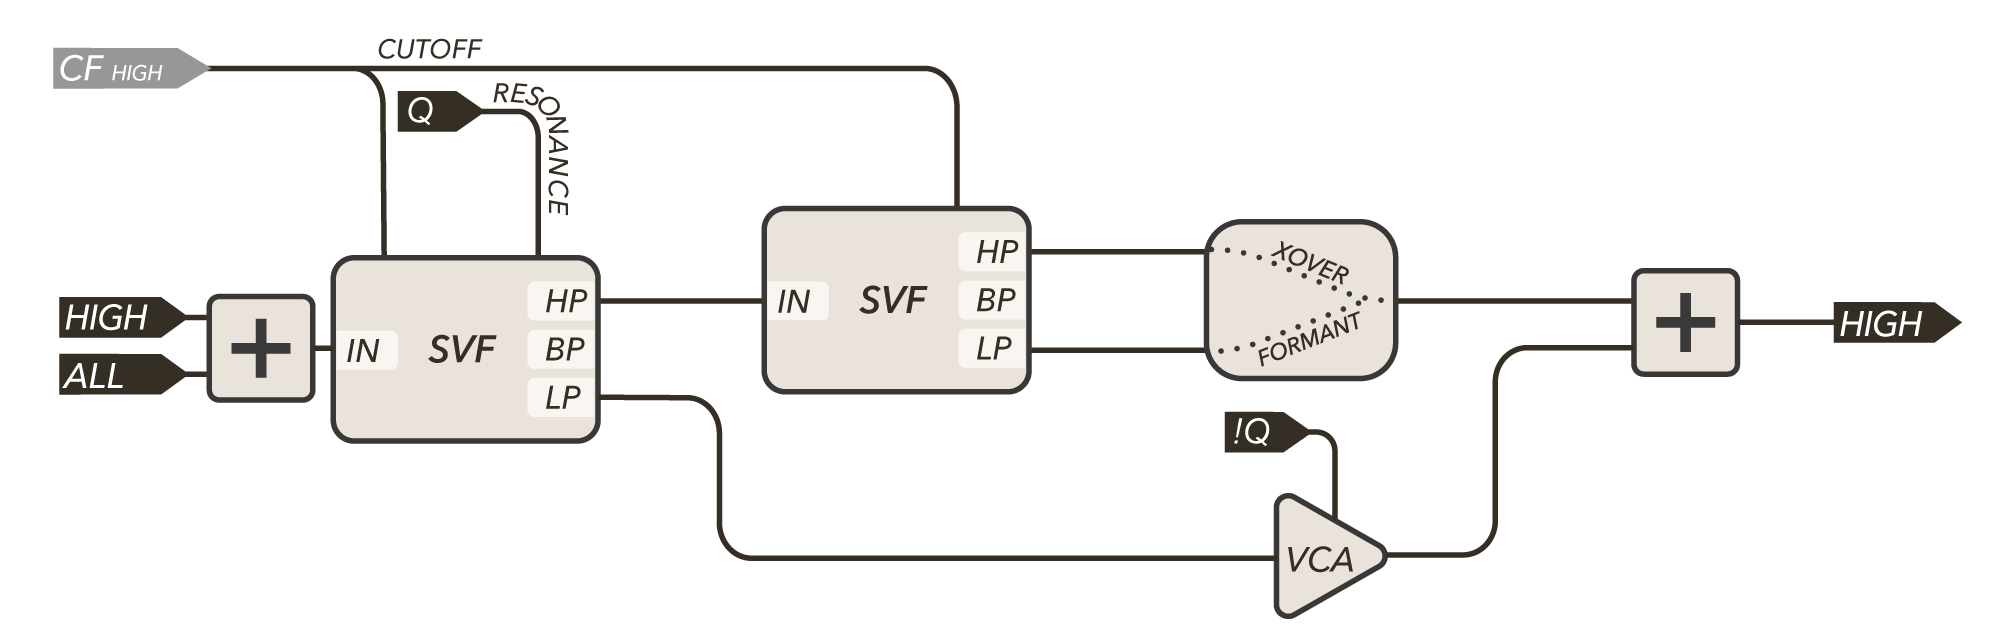 CUTOFF
CF HIGH
RESONANCE
Q
HIGH
ALL
IN
SVF
HP
BP
LP
IN
SVF
HP
BP
LP
XOVER
FORMANT
!Q
VCA
HIGH